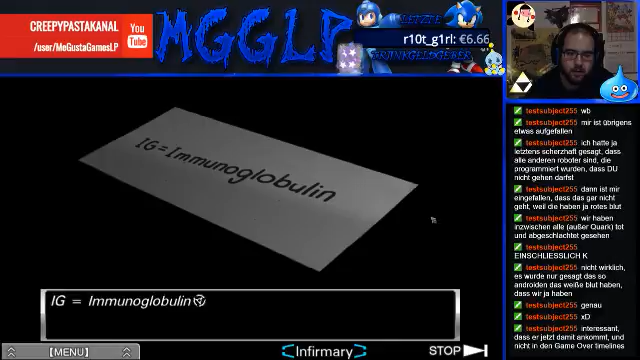 CREEPYPASTAKANAL
/user/MeGustaGamesLP
You Tube
MGGLP
LETZTE
r10t_g1rl: €6.66
TRINKGELDGEBER
IG=Immunoglobulin
IG = Immunoglobulin
[MENU]
Infirmary
STOP
testsubject255 wb
testsubject255 mir ist übrigens
etwas aufgefallen
testsubject255 ich hatte ja
letztens scherzhaft gesagt, dass
alle anderen roboter sind, die
programmiert wurden, dass DU
nicht gehen darfst
testsubject255 dann ist mir
eingefallen, dass das gar nicht
geht, weil die haben ja rotes blut
testsubject255 wir haben
inzwischen alle (außer Quark) tot
tot und abgeschlachtet gesehen
testsubject255
EINSCHLIESSLICH K
testsubject255 nicht wirklich,
es wurde nur gesagt das so
androiden das weiße blut haben,
dass wir ja haben
testsubject255 genau
testsubject255 xD
testsubject255 interessant,
dass er jetzt damit ankommt, und
nicht in den Game Over timelines